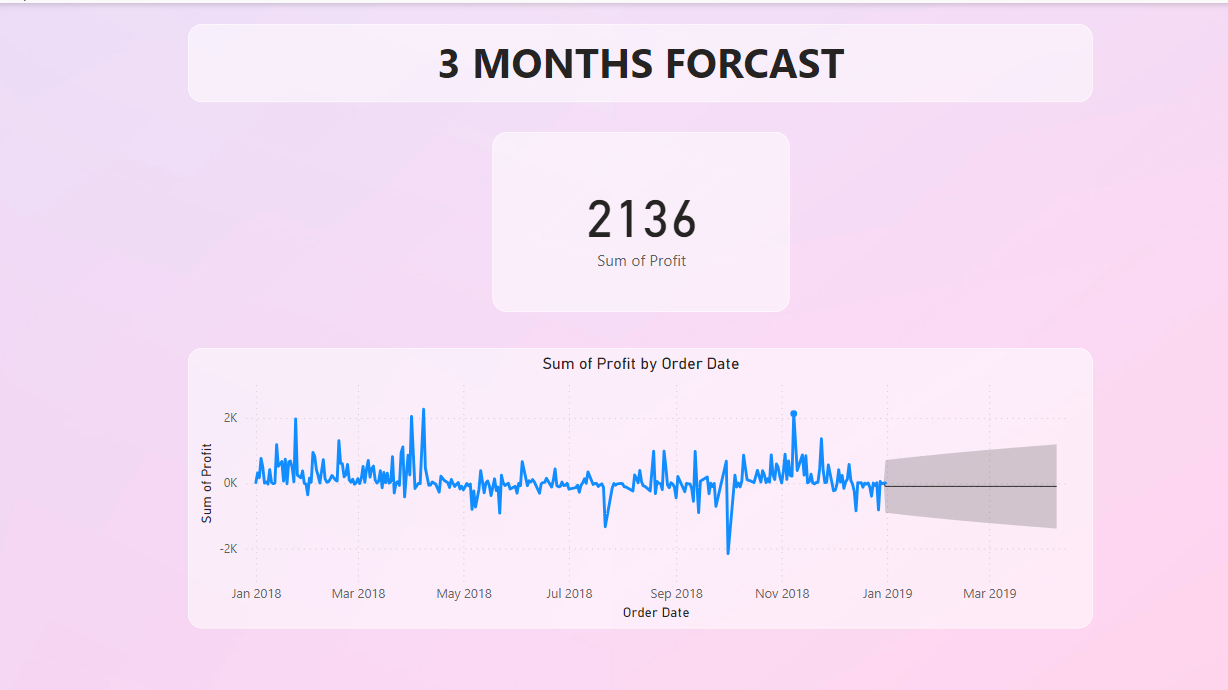 3 MONTHS FORCAST
2136
Sum of Profit
Sum of Profit by Order Date
Sum of Profit
2K
0K
-2K
Jan 2018 Mar 2018 May 2018 Jul 2018 Sep 2018 Nov 2018 Jan 2019 Mar 2019
Order Date